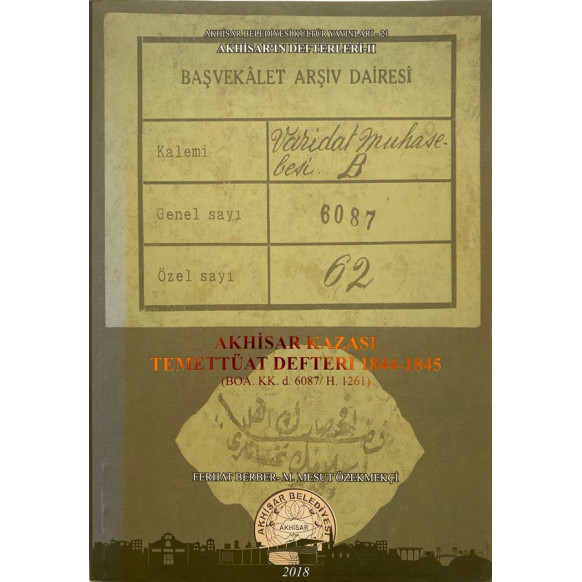 AKHİSAR BELEDİYESİ KÜLTÜR YAYINLARI - 21
AKHİSAR'IN DEFTERLERİ-II
BAŞVEKÂLET ARŞİV DAİRESİ
Kalemi
Varidat Muhase-
besi. B
Genel sayı
6087
Özel sayı
62
AKHİSAR KAZASI
TEMETTÜAT DEFTERİ 1844-1845
(BOA. KK. d. 6087/ H. 1261)
FERHAT BERBER- M. MESUT ÖZEKMEKÇİ
AKHİSAR BELEDİYESİ
AKHİSAR
2018